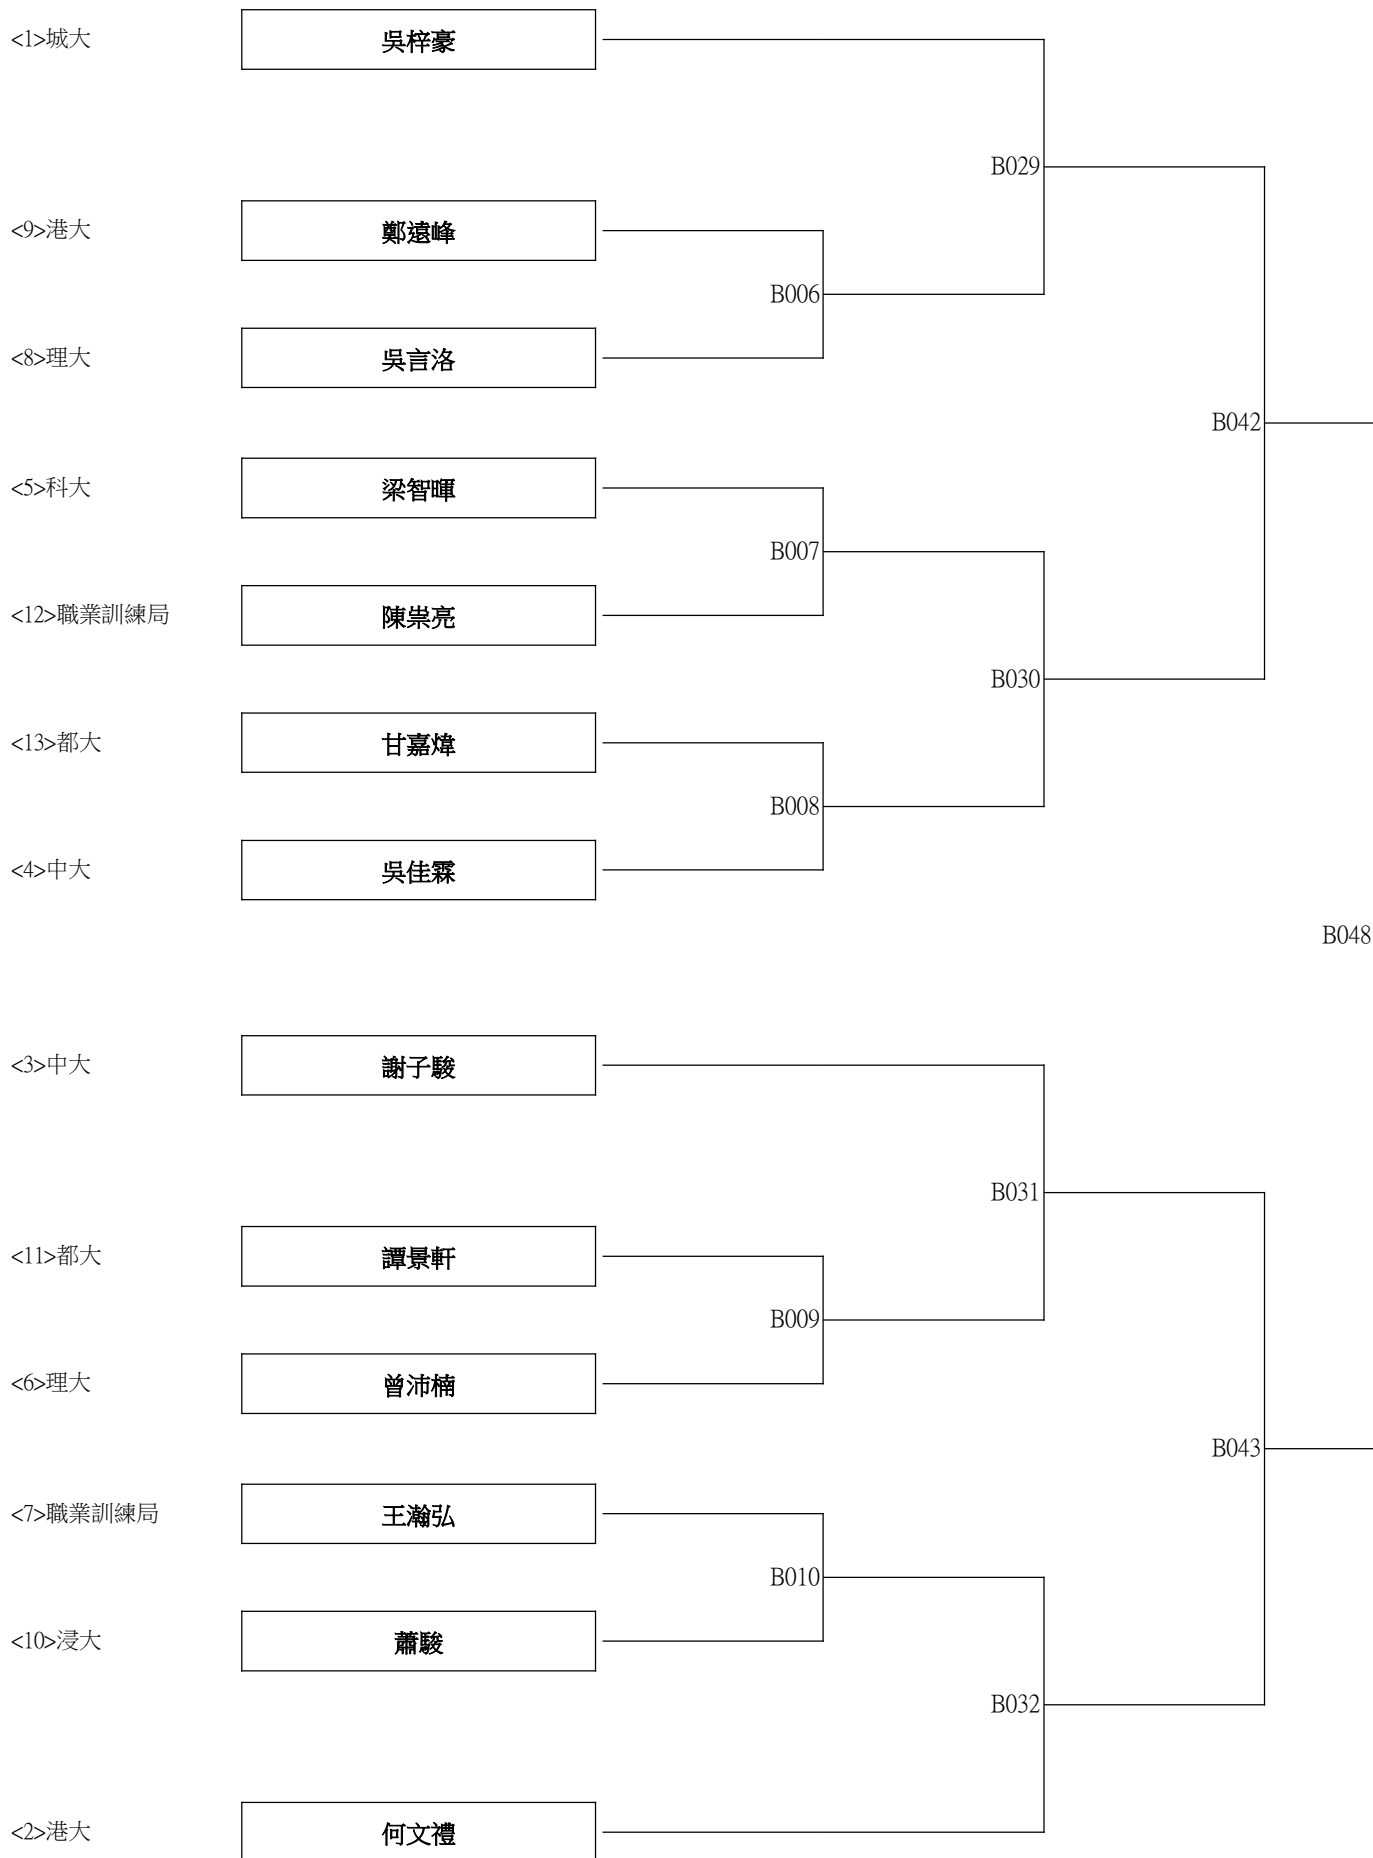 <1>城大 吳梓豪
B029
<9>港大 鄭遠峰
B006
<8>理大 吳言洛
B042
<5>科大 梁智暉
B007
<12>職業訓練局 陳祟亮
B030
<13>都大 甘嘉煒
B008
<4>中大 吳佳霖
B048
<3>中大 謝子駿
B031
<11>都大 譚景軒
B009
<6>理大 曾沛楠
B043
<7>職業訓練局 王瀚弘
B010
<10>浸大 蕭駿
B032
<2>港大 何文禮